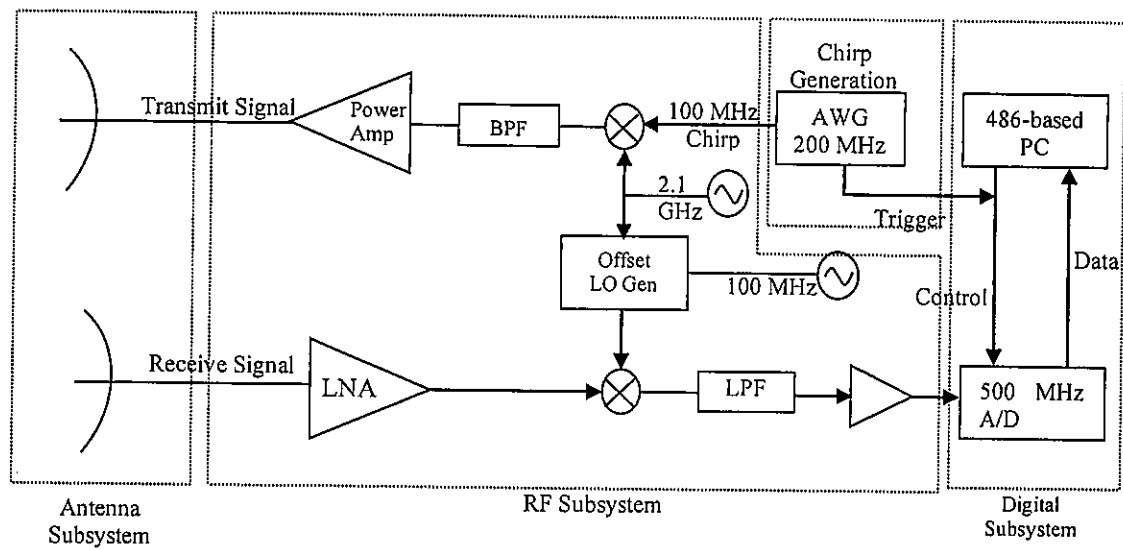 Chirp
Generation
Transmit Signal
Power
Amp
BPF
100 MHz
Chirp
AWG
200 MHz
486-based
PC
2.1
GHz
Trigger
Offset
LO Gen
100 MHz
Control
Data
Receive Signal
LNA
LPF
500 MHz
A/D
Antenna
Subsystem
RF Subsystem
Digital
Subsystem